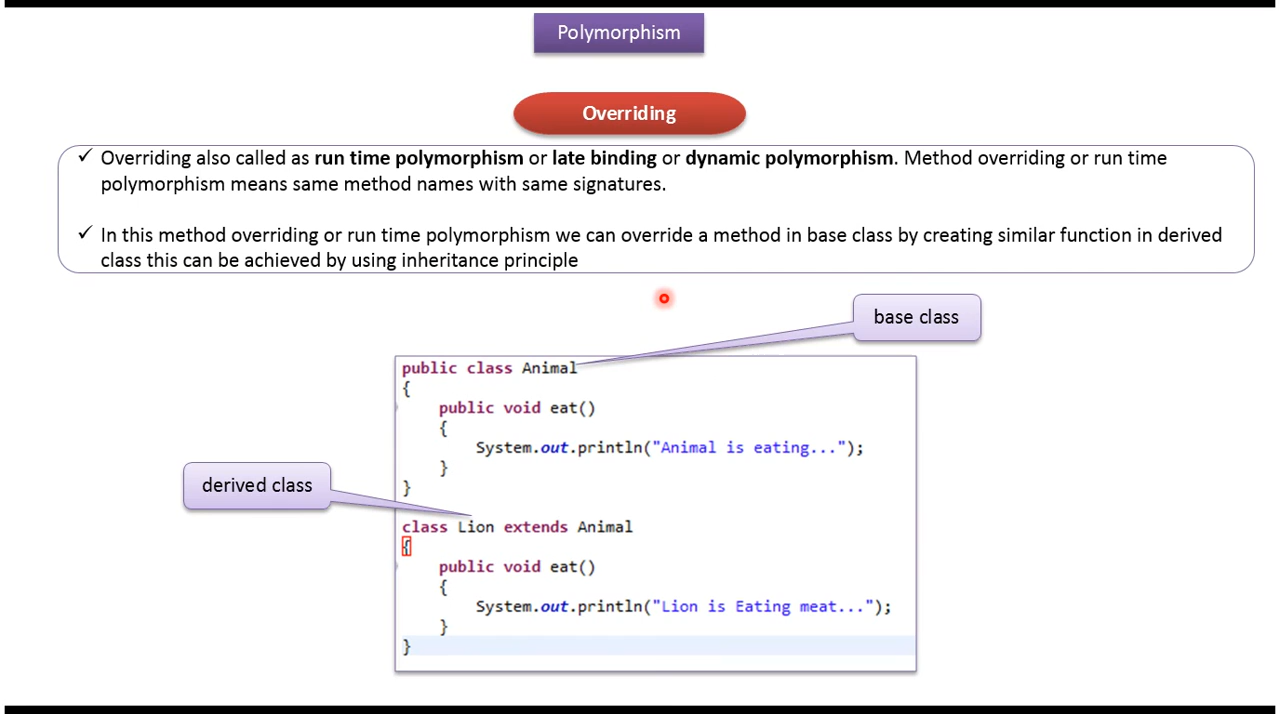 Polymorphism
Overriding
✓ Overriding also called as run time polymorphism or late binding or dynamic polymorphism. Method overriding or run time
polymorphism means same method names with same signatures.
✓ In this method overriding or run time polymorphism we can override a method in base class by creating similar function in derived
class this can be achieved by using inheritance principle
base class
public class Animal
{
    public void eat()
    {
        System.out.println("Animal is eating...");
    }
}
derived class
class Lion extends Animal
{
    public void eat()
    {
        System.out.println("Lion is Eating meat...");
    }
}